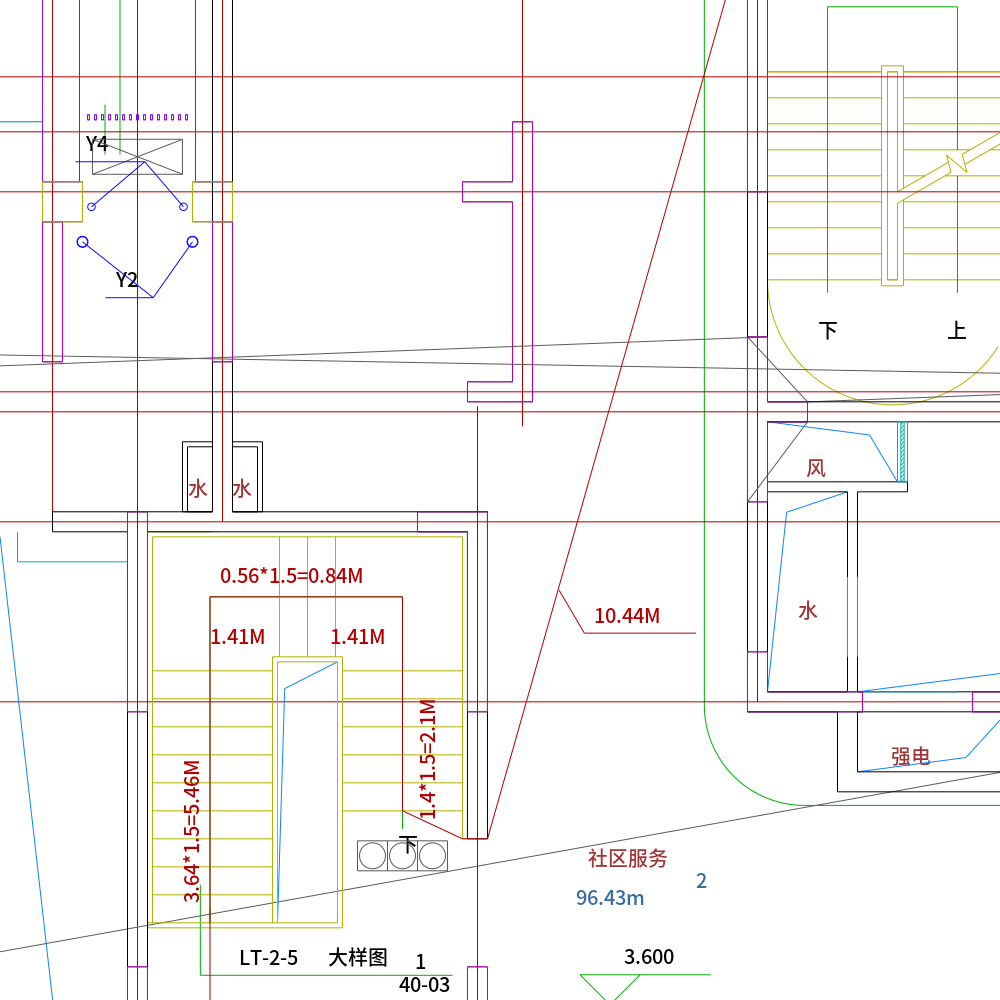 Y4
Y2
下
上
水
水
风
0.56*1.5=0.84M
1.41M
1.41M
10.44M
水
1.4*1.5=2.1M
3.64*1.5=5.46M
强电
下
社区服务
96.43m
2
LT-2-5 大样图
1
40-03
3.600